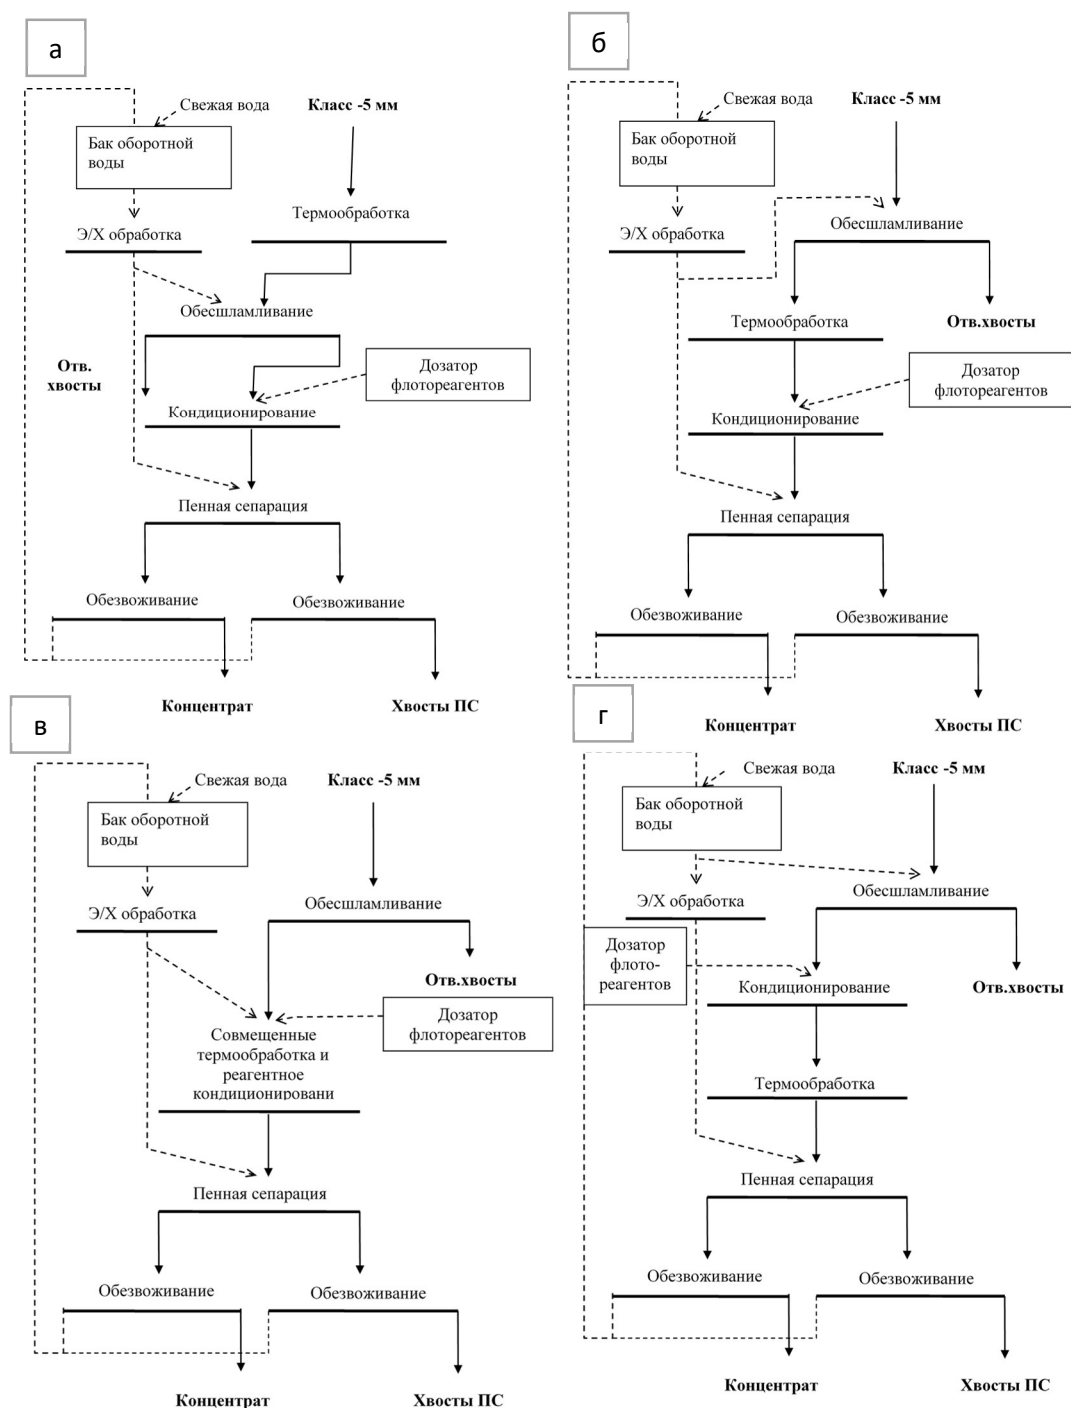 а
Свежая вода
Класс -5 мм
Бак оборотной
воды
Термообработка
Э/Х обработка
Обесшламливание
Отв.
хвосты
Дозатор
флотореагентов
Кондиционирование
Пенная сепарация
Обезвоживание
Обезвоживание
Концентрат
Хвосты ПС
б
Свежая вода
Класс -5 мм
Бак оборотной
воды
Обесшламливание
Э/Х обработка
Термообработка
Отв.хвосты
Дозатор
флотореагентов
Кондиционирование
Пенная сепарация
Обезвоживание
Обезвоживание
Концентрат
Хвосты ПС
в
Свежая вода
Класс -5 мм
Бак оборотной
воды
Обесшламливание
Э/Х обработка
Отв.хвосты
Дозатор
флотореагентов
Совмещенные
термообработка и
реагентное
кондиционировани
Пенная сепарация
Обезвоживание
Обезвоживание
Концентрат
Хвосты ПС
г
Свежая вода
Класс -5 мм
Бак оборотной
воды
Обесшламливание
Э/Х обработка
Дозатор
флото-
реагентов
Кондиционирование
Отв.хвосты
Термообработка
Пенная сепарация
Обезвоживание
Обезвоживание
Концентрат
Хвосты ПС